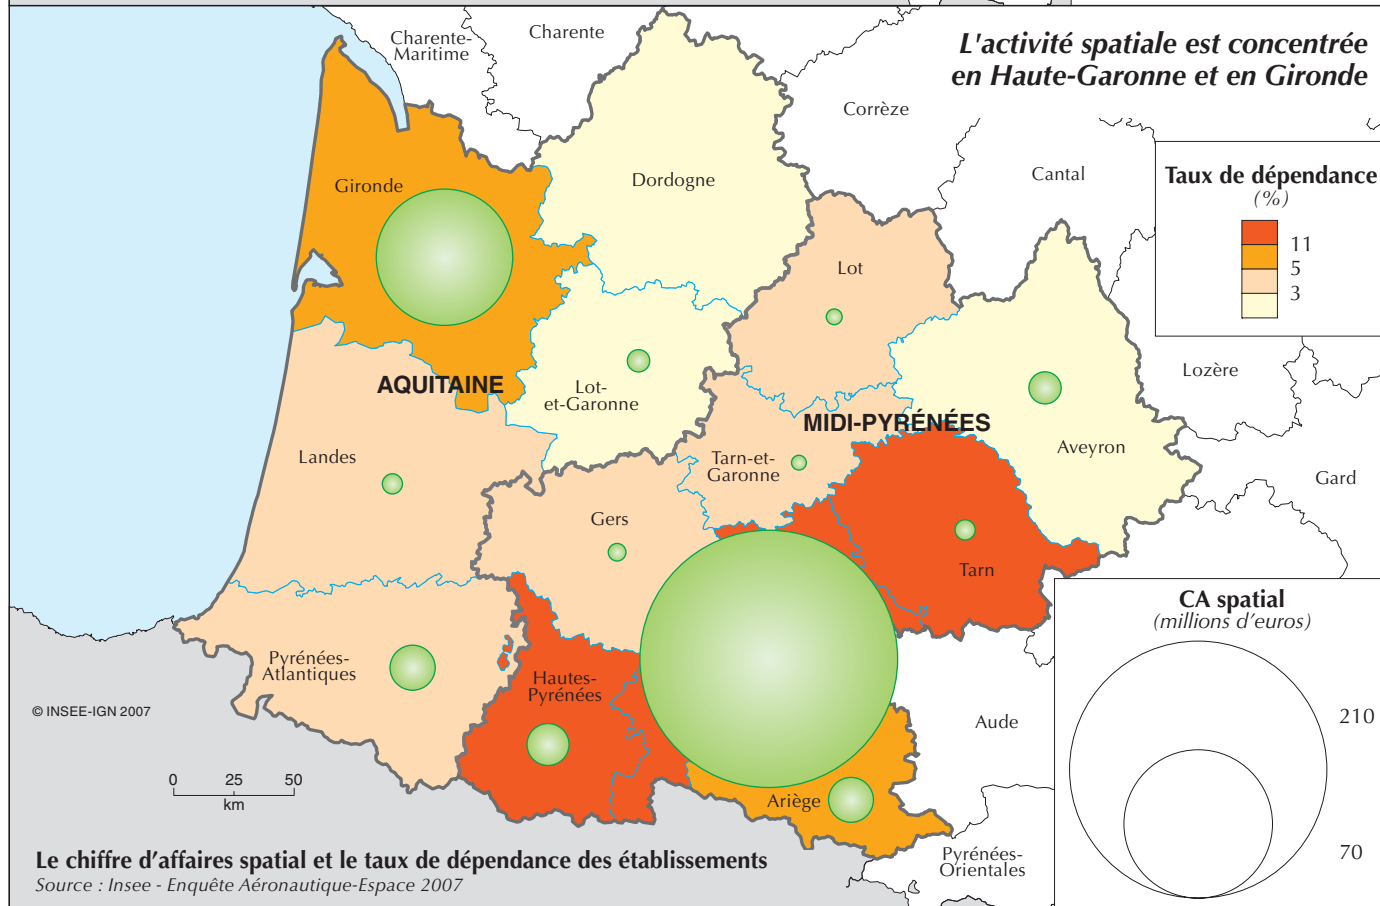 L'activité spatiale est concentrée
en Haute-Garonne et en Gironde
Charente-
Maritime
Charente
Corrèze
Cantal
Taux de dépendance
(%)
11
5
3
Gironde
Dordogne
Lot
Lozère
AQUITAINE
Lot-
et-Garonne
MIDI-PYRÉNÉES
Aveyron
Landes
Tarn-et-
Garonne
Gard
Gers
Tarn
CA spatial
(millions d'euros)
210
70
Pyrénées-
Atlantiques
Hautes-
Pyrénées
© INSEE-IGN 2007
Aude
0 25 50
km
Ariège
Pyrénées-
Orientales
Le chiffre d'affaires spatial et le taux de dépendance des établissements
Source : Insee - Enquête Aéronautique-Espace 2007